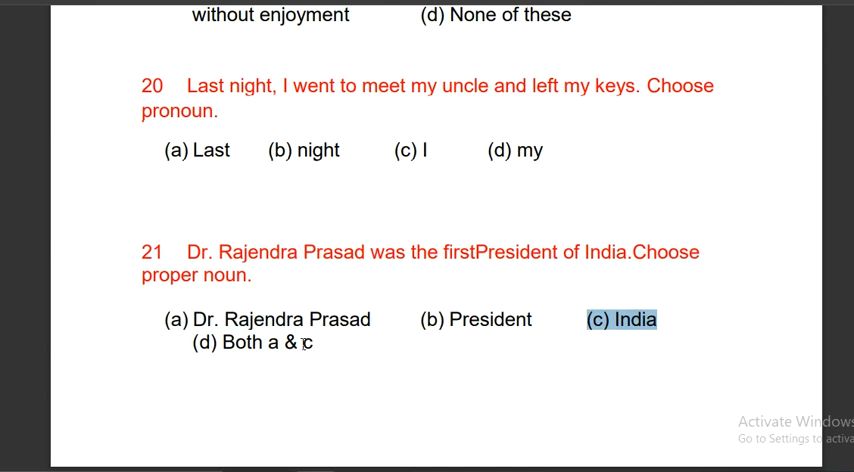 without enjoyment (d) None of these
20 Last night, I went to meet my uncle and left my keys. Choose
pronoun.
(a) Last (b) night (c) I (d) my
21 Dr. Rajendra Prasad was the firstPresident of India.Choose
proper noun.
(a) Dr. Rajendra Prasad (b) President (c) India
(d) Both a & c
Activate Windows
Go to Settings to activa